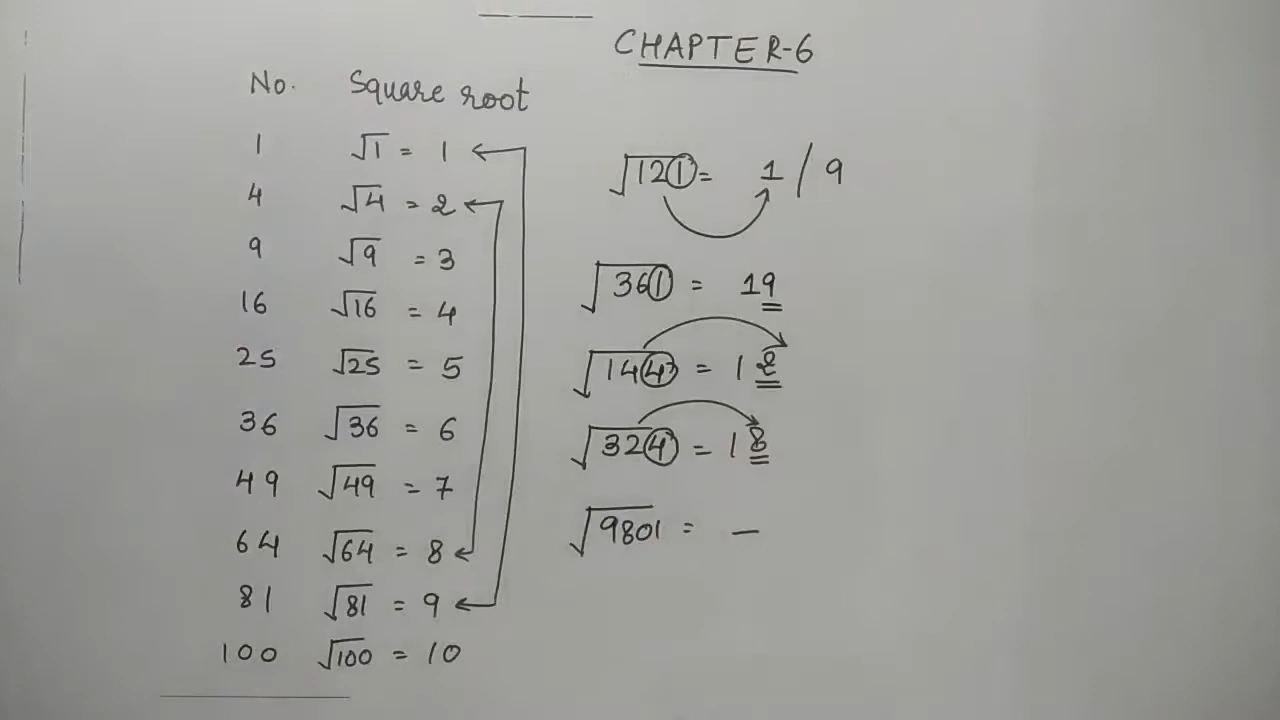 CHAPTER-6
No. Square root
1 √1 = 1
4 √4 = 2
9 √9 = 3
16 √16 = 4
25 √25 = 5
36 √36 = 6
49 √49 = 7
64 √64 = 8
81 √81 = 9
100 √100 = 10
√121 = 1 / 9
√361 = 19
√144 = 12
√324 = 18
√9801 = —